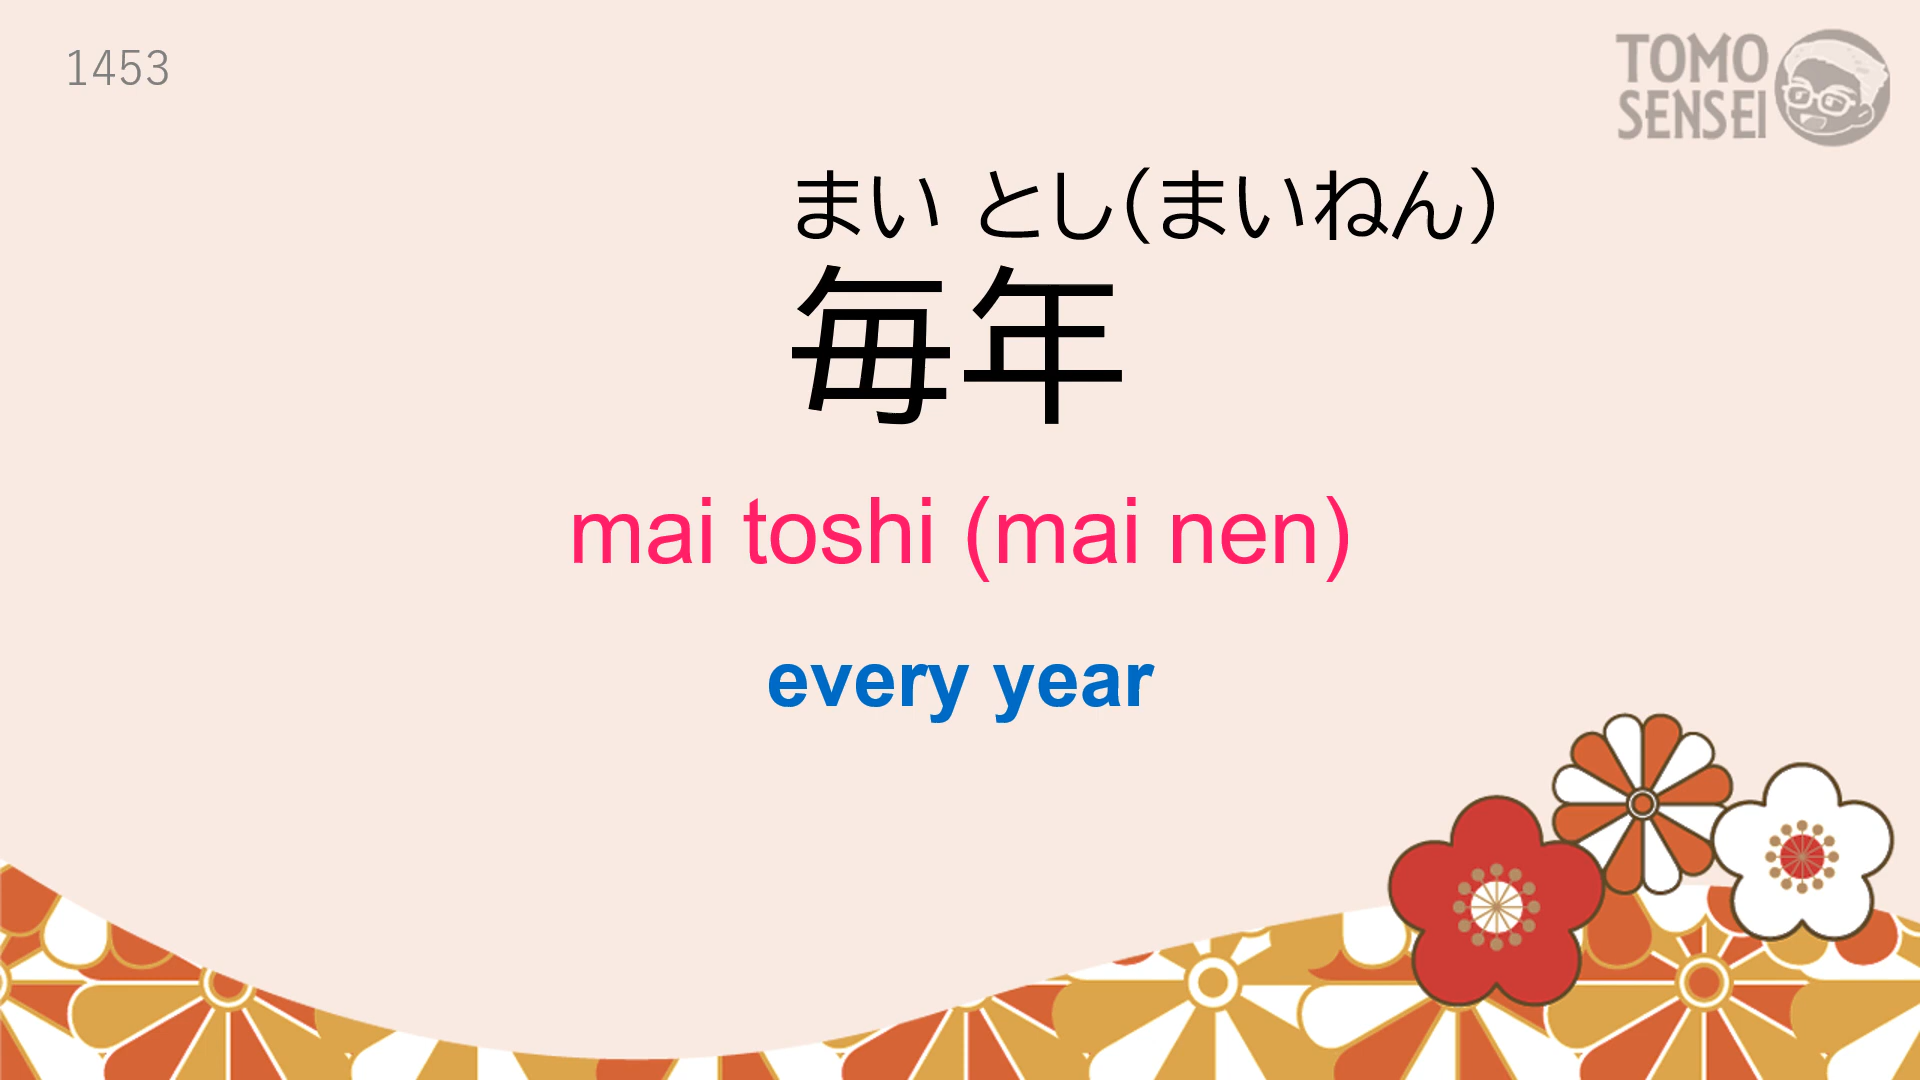 1453
TOMO
SENSEI
まい とし(まいねん)
毎年
mai toshi (mai nen)
every year